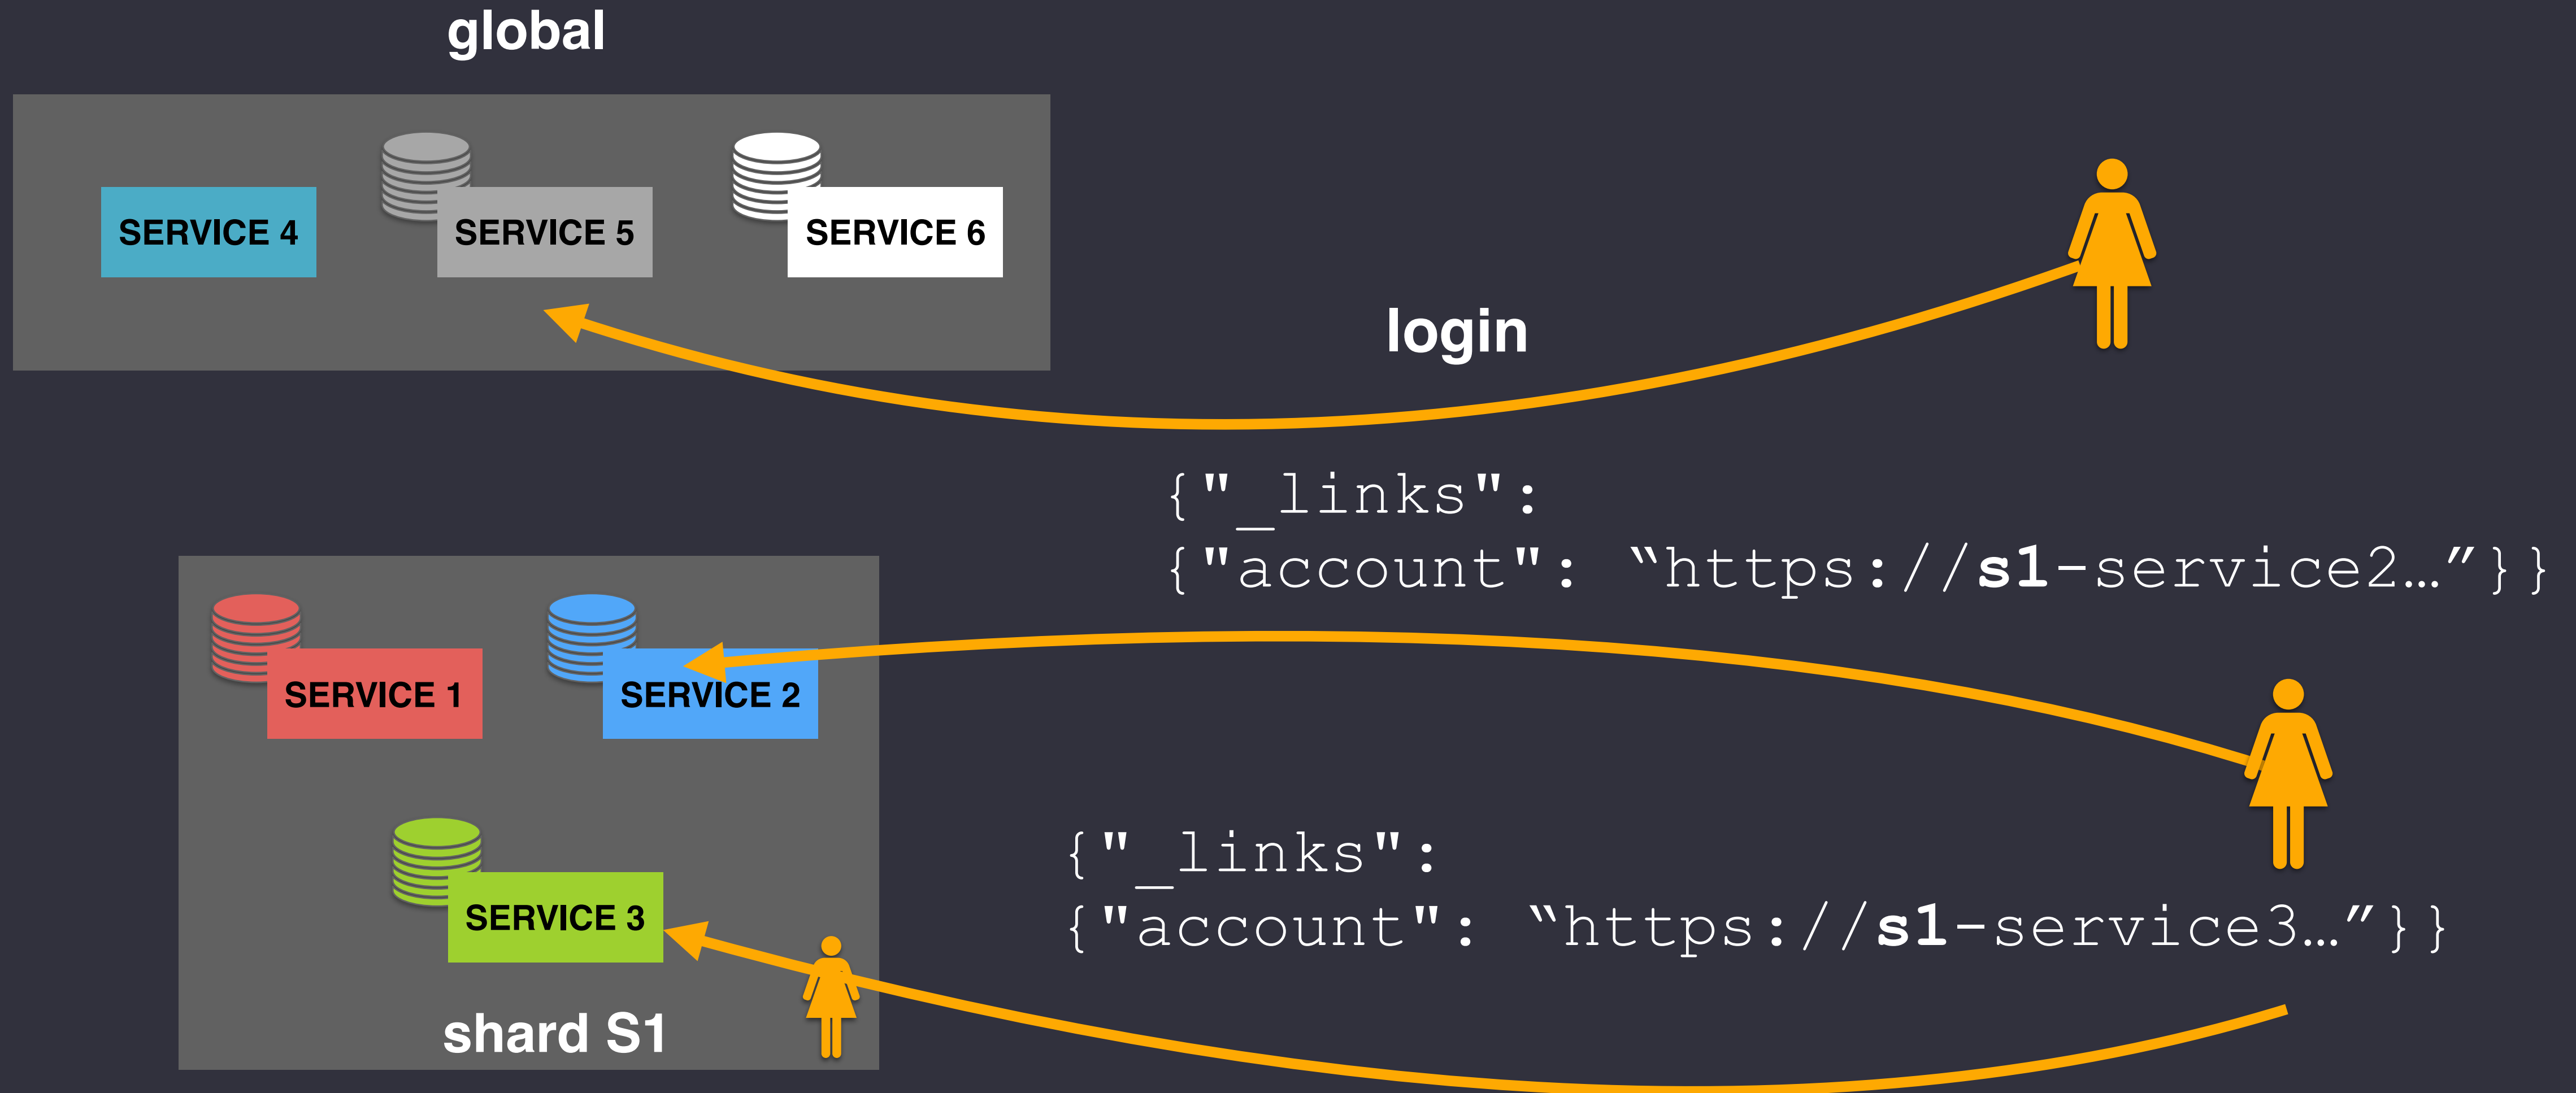 global
SERVICE 4
SERVICE 5
SERVICE 6
login
{"_links":
{"account": “https://s1-service2…”}}
SERVICE 1
SERVICE 2
{"_links":
{"account": “https://s1-service3…”}}
SERVICE 3
shard S1